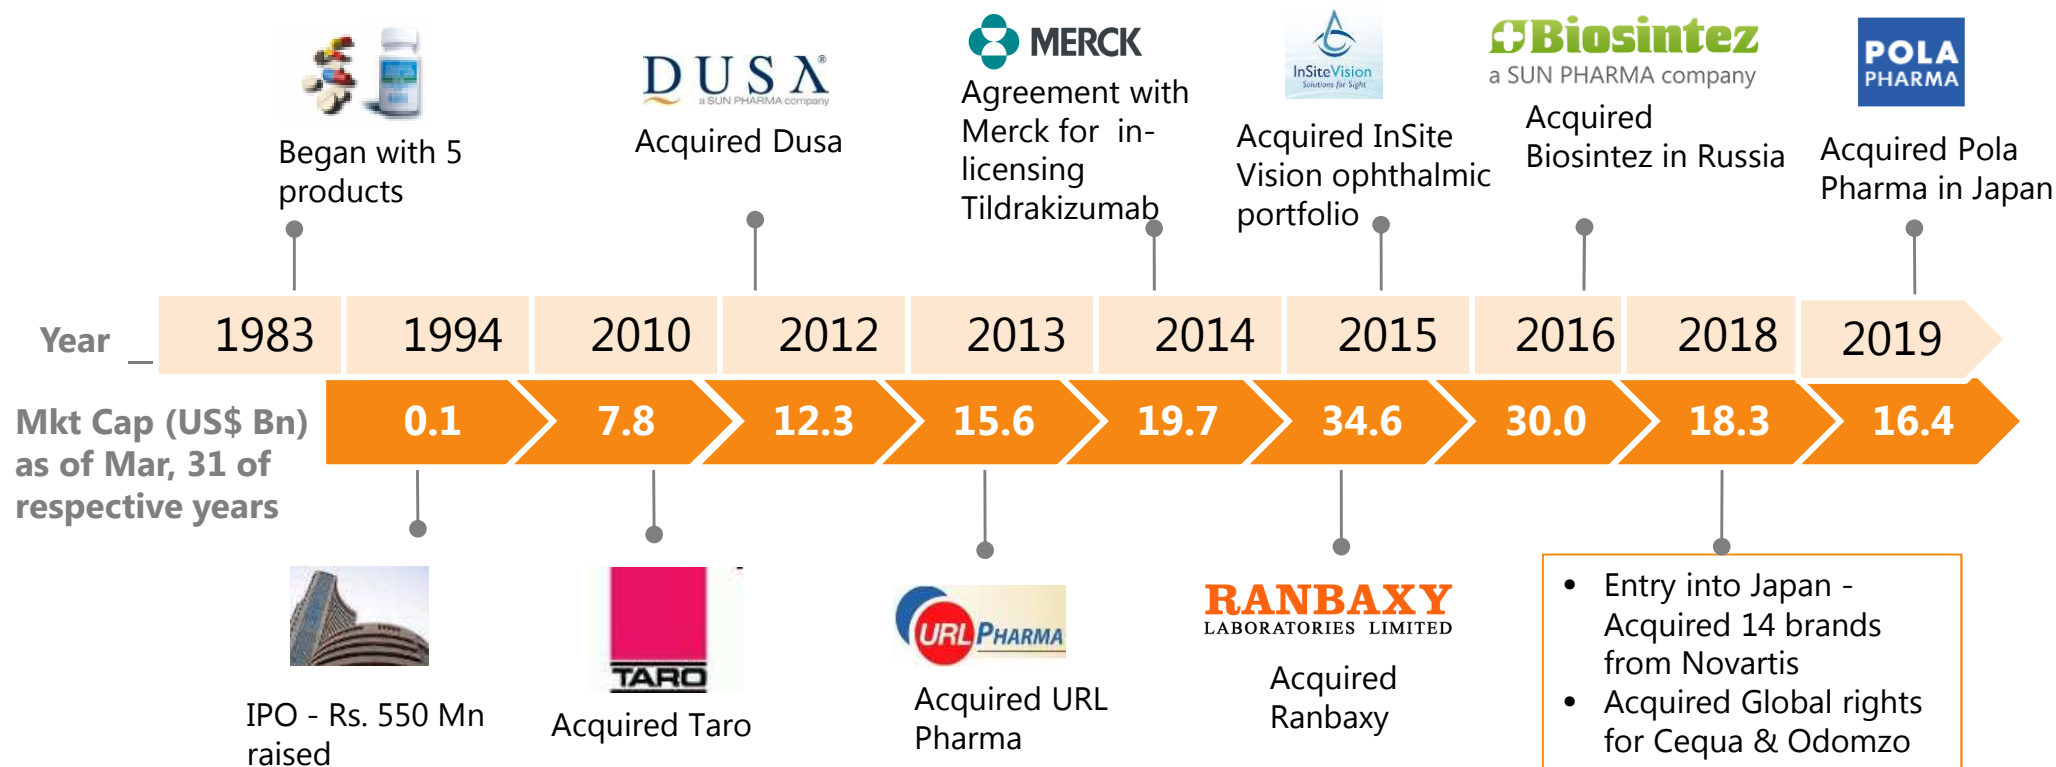 DUSA®
a SUN PHARMA company
Acquired Dusa
Began with 5
products
MERCK
Agreement with
Merck for in-
licensing
Tildrakizumab
InSiteVision
Solutions for Sight
Acquired InSite
Vision ophthalmic
portfolio
Biosintez
a SUN PHARMA company
Acquired
Biosintez in Russia
POLA
PHARMA
Acquired Pola
Pharma in Japan
Year _ 1983 1994 2010 2012 2013 2014 2015 2016 2018 2019
Mkt Cap (US$ Bn)
as of Mar, 31 of
respective years
0.1 7.8 12.3 15.6 19.7 34.6 30.0 18.3 16.4
IPO - Rs. 550 Mn
raised
TARO
Acquired Taro
URL PHARMA
Acquired URL
Pharma
RANBAXY
LABORATORIES LIMITED
Acquired
Ranbaxy
• Entry into Japan -
Acquired 14 brands
from Novartis
• Acquired Global rights
for Cequa & Odomzo